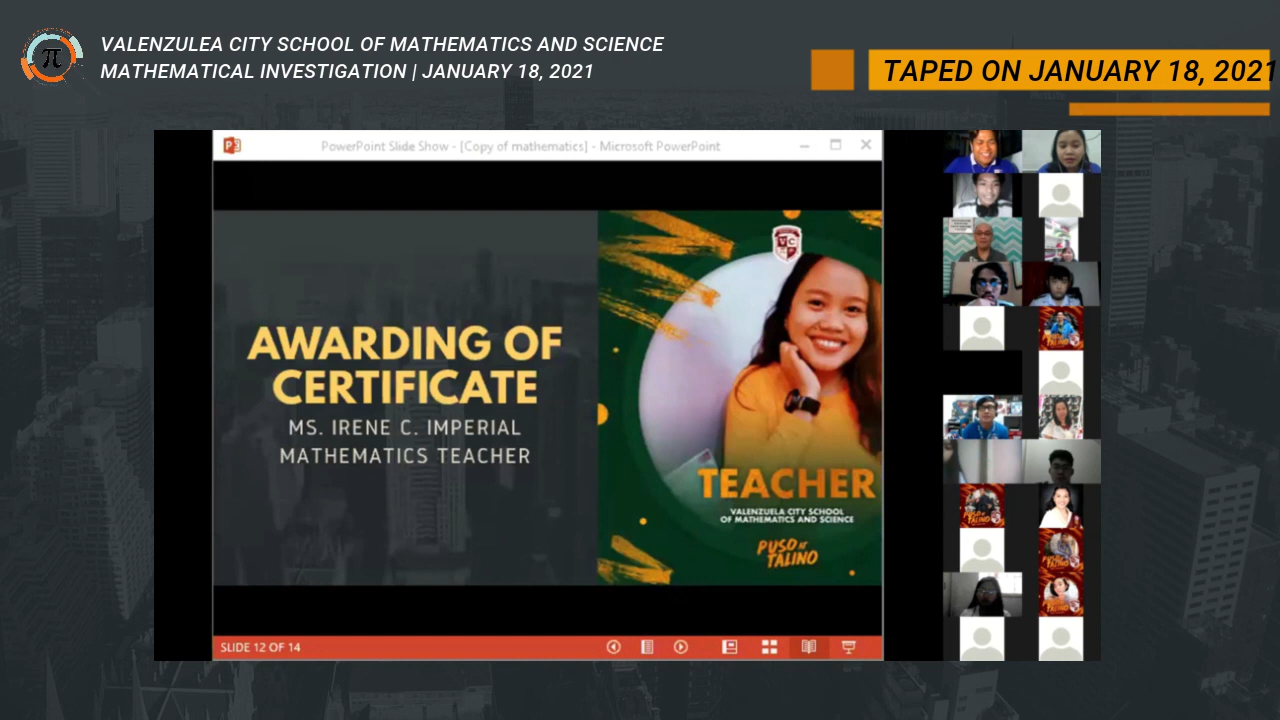 VALENZULEA CITY SCHOOL OF MATHEMATICS AND SCIENCE
MATHEMATICAL INVESTIGATION | JANUARY 18, 2021
TAPED ON JANUARY 18, 2021
π
PowerPoint Slide Show - [Copy of mathematics] - Microsoft PowerPoint
AWARDING OF
CERTIFICATE
MS. IRENE C. IMPERIAL
MATHEMATICS TEACHER
TEACHER
VALENZUELA CITY SCHOOL
OF MATHEMATICS AND SCIENCE
PUSO AT
TALINO
SLIDE 12 OF 14